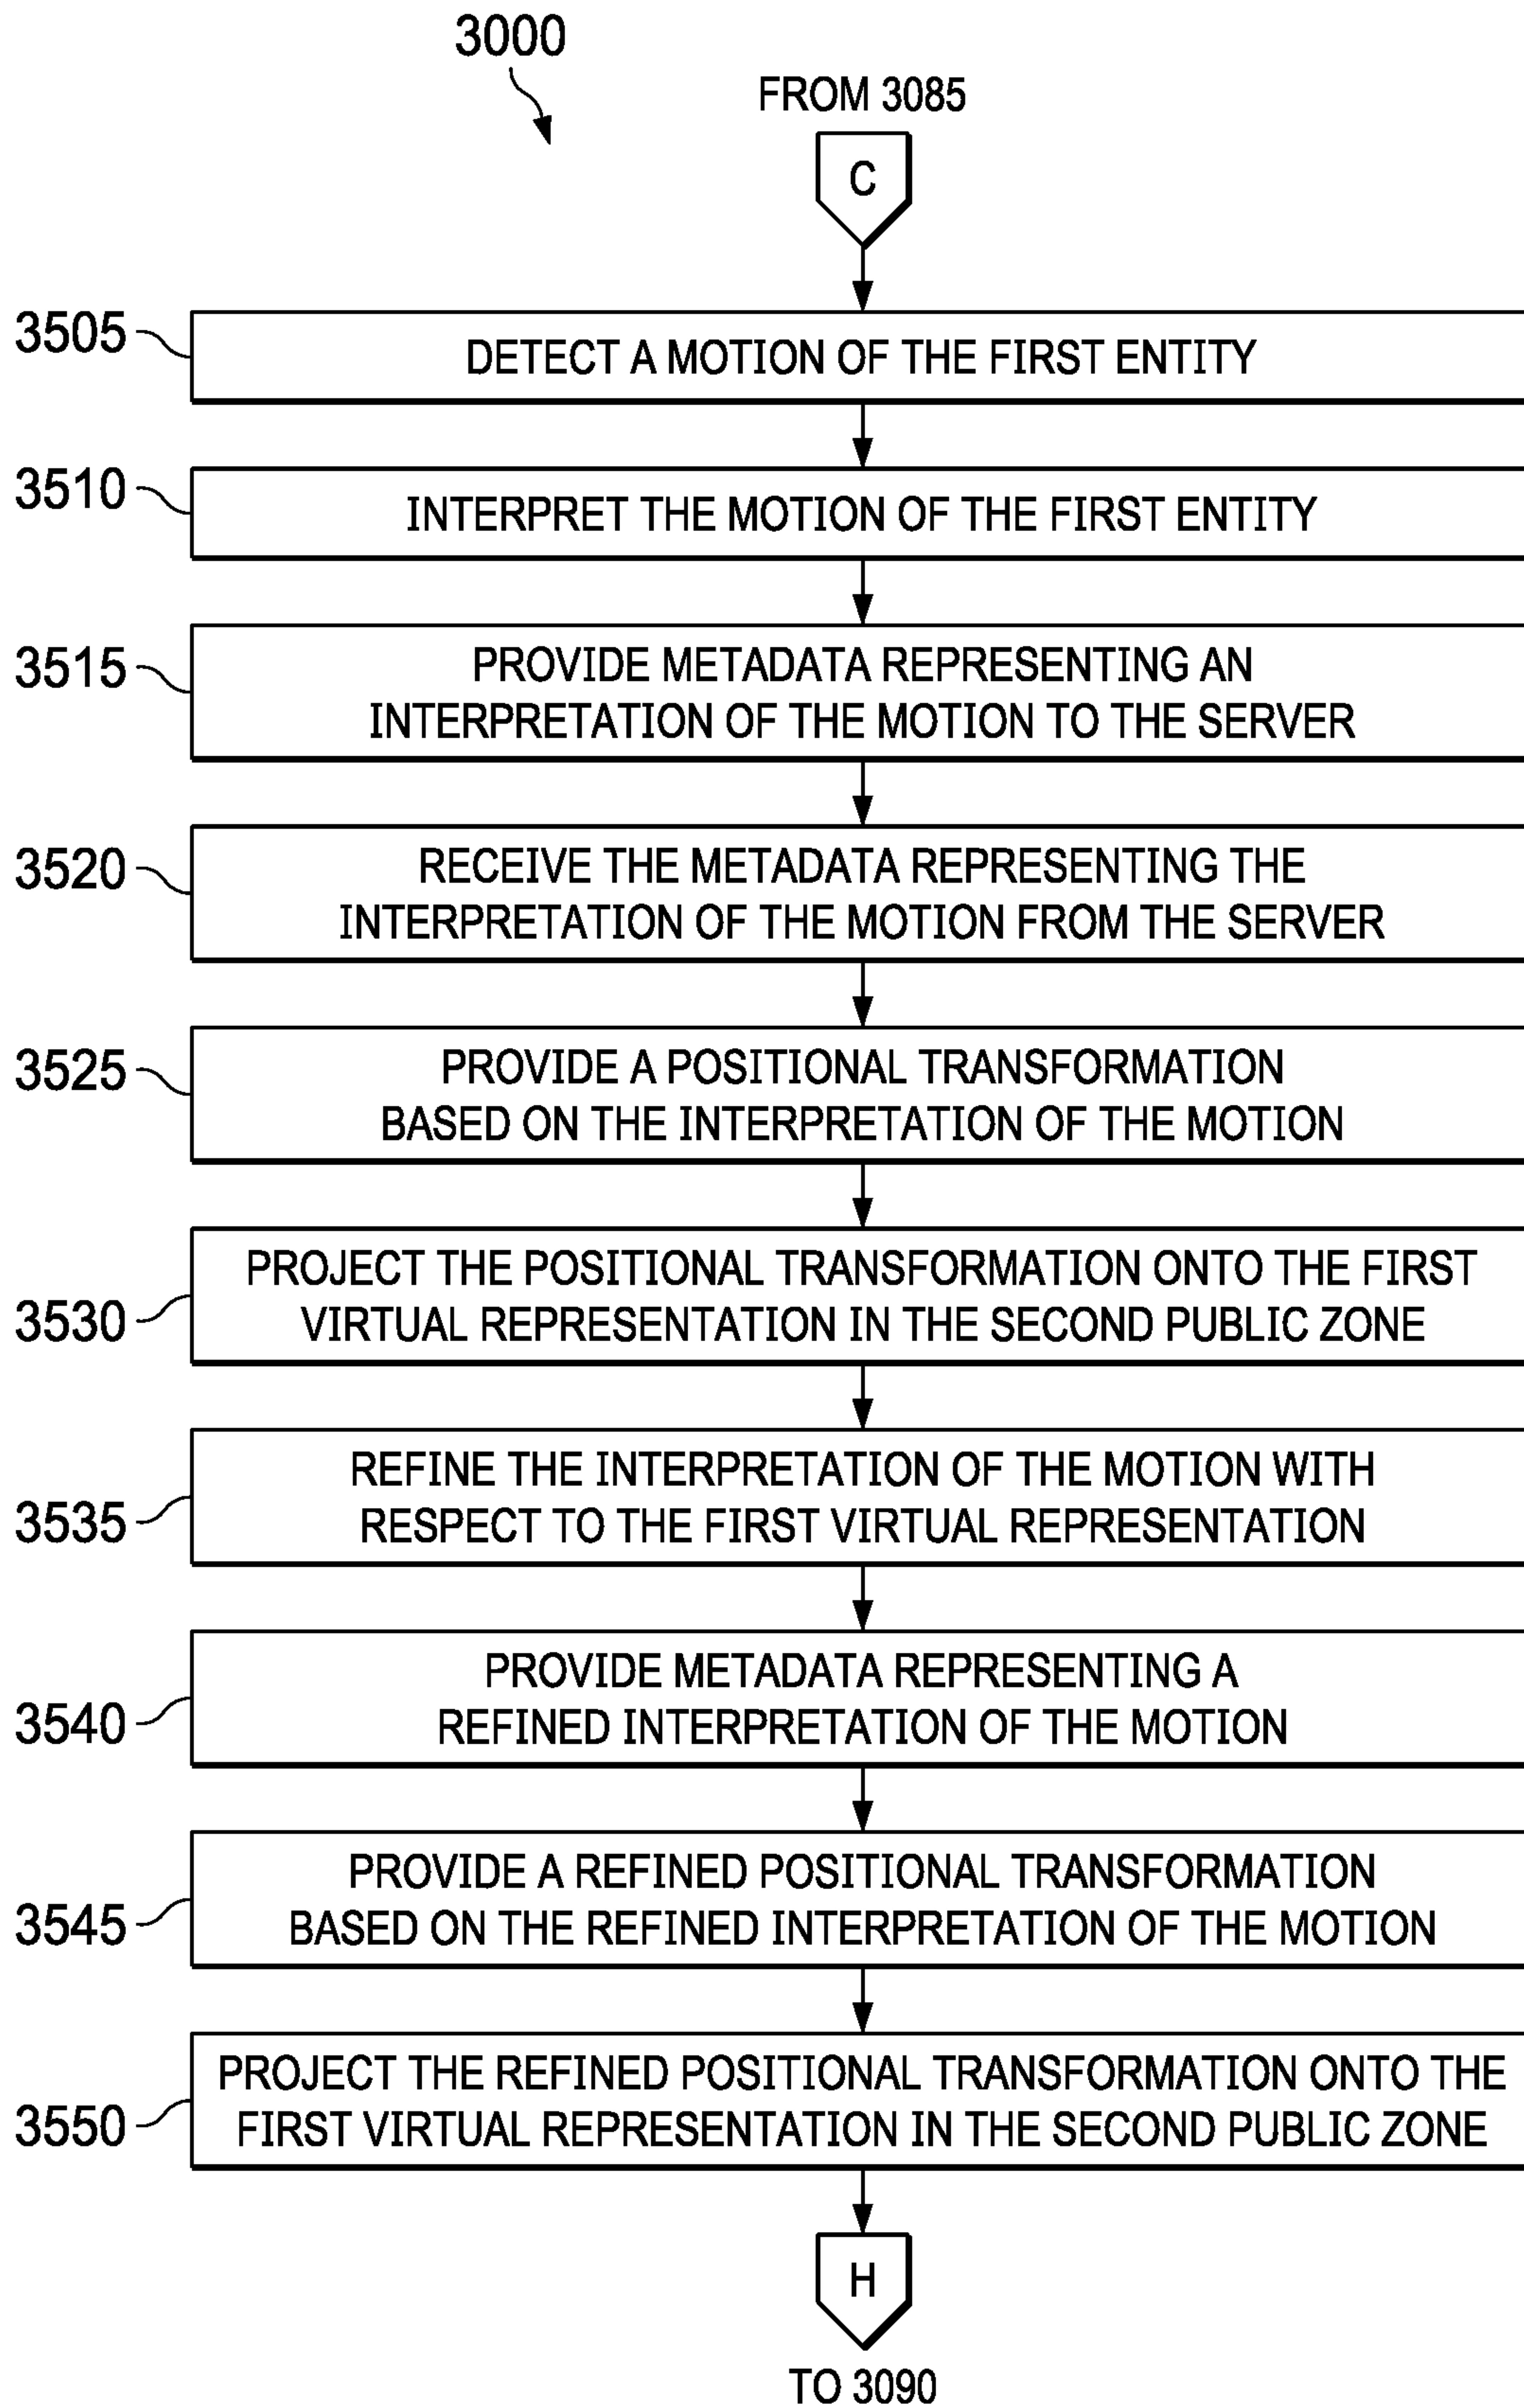 3000
FROM 3085
C
3505
DETECT A MOTION OF THE FIRST ENTITY
3510
INTERPRET THE MOTION OF THE FIRST ENTITY
3515
PROVIDE METADATA REPRESENTING AN
INTERPRETATION OF THE MOTION TO THE SERVER
3520
RECEIVE THE METADATA REPRESENTING THE
INTERPRETATION OF THE MOTION FROM THE SERVER
3525
PROVIDE A POSITIONAL TRANSFORMATION
BASED ON THE INTERPRETATION OF THE MOTION
3530
PROJECT THE POSITIONAL TRANSFORMATION ONTO THE FIRST
VIRTUAL REPRESENTATION IN THE SECOND PUBLIC ZONE
3535
REFINE THE INTERPRETATION OF THE MOTION WITH
RESPECT TO THE FIRST VIRTUAL REPRESENTATION
3540
PROVIDE METADATA REPRESENTING A
REFINED INTERPRETATION OF THE MOTION
3545
PROVIDE A REFINED POSITIONAL TRANSFORMATION
BASED ON THE REFINED INTERPRETATION OF THE MOTION
3550
PROJECT THE REFINED POSITIONAL TRANSFORMATION ONTO THE
FIRST VIRTUAL REPRESENTATION IN THE SECOND PUBLIC ZONE
H
TO 3090